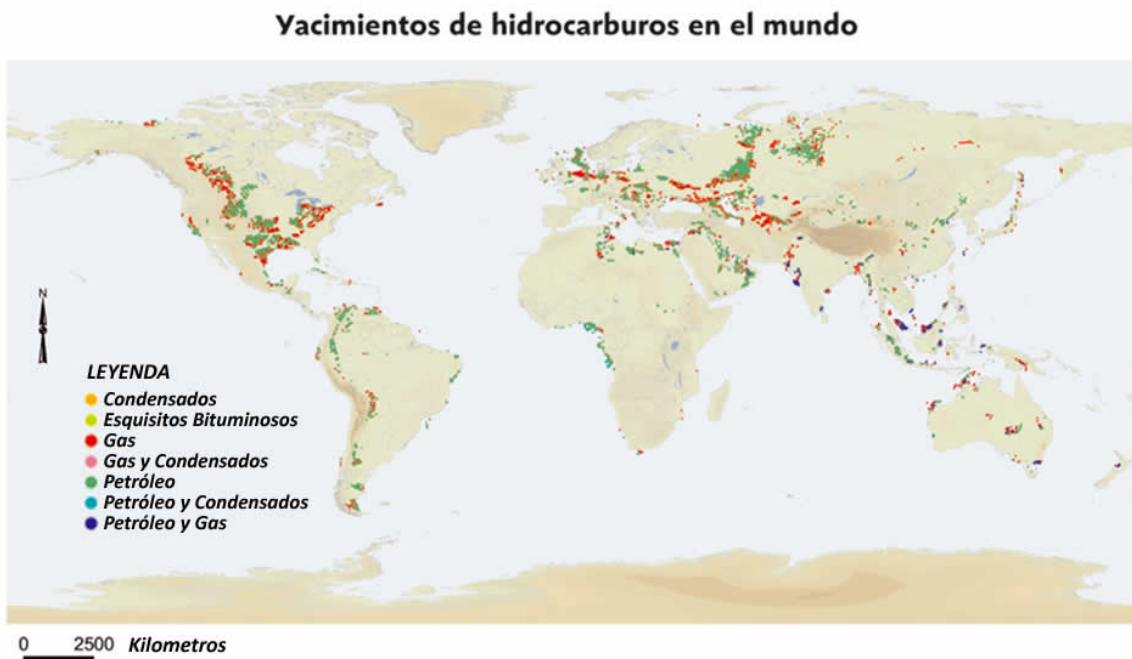 Yacimientos de hidrocarburos en el mundo
N
LEYENDA
Condensados
Esquisitos Bituminosos
Gas
Gas y Condensados
Petróleo
Petróleo y Condensados
Petróleo y Gas
0 2500 Kilometros